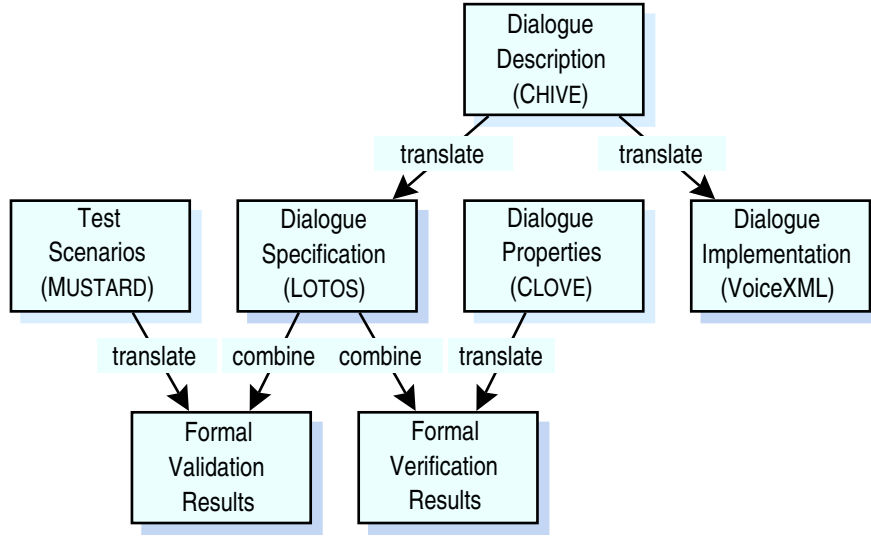 Dialogue
Description
(CHIVE)
translate
translate
Test
Scenarios
(MUSTARD)
Dialogue
Specification
(LOTOS)
Dialogue
Properties
(CLOVE)
Dialogue
Implementation
(VoiceXML)
translate
combine
combine
translate
Formal
Validation
Results
Formal
Verification
Results